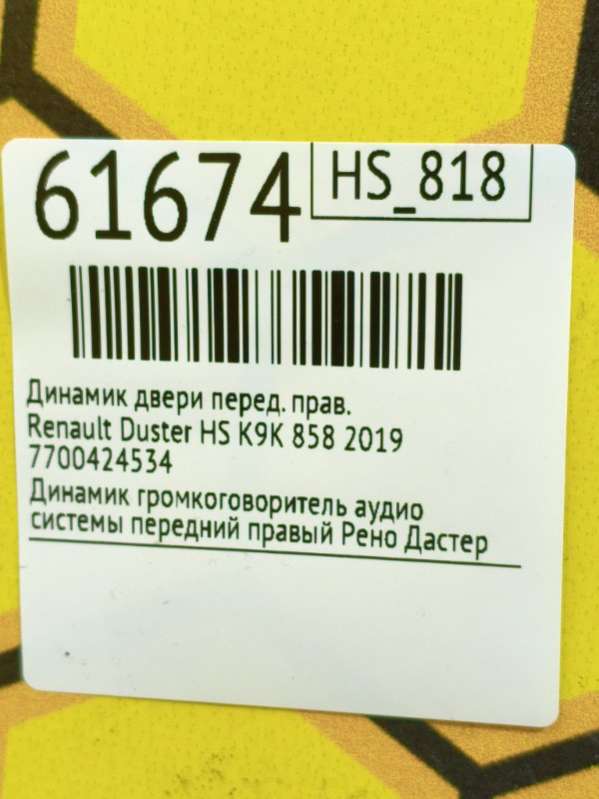 61674
HS_818
Динамик двери перед. прав.
Renault Duster HS K9K 858 2019
7700424534
Динамик громкоговоритель аудио
системы передний правый Рено Дастер